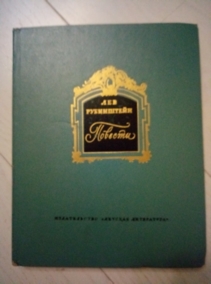 ЛЕВ
РУБИНШТЕЙН
Повести
ИЗДАТЕЛЬСТВО «ДЕТСКАЯ ЛИТЕРАТУРА»